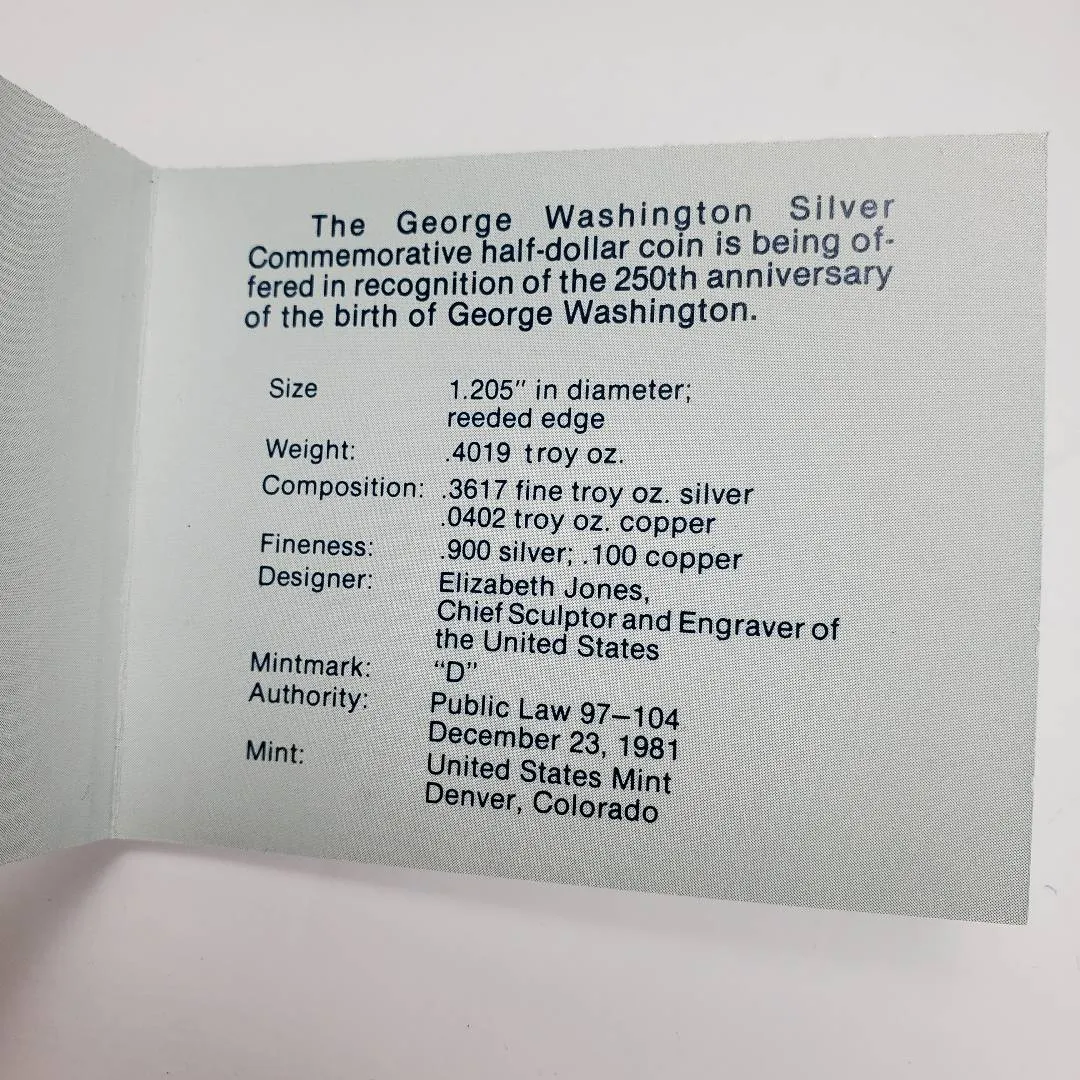 The George Washington Silver
Commemorative half-dollar coin is being of-
fered in recognition of the 250th anniversary
of the birth of George Washington.
Size 1.205" in diameter;
reeded edge
Weight: .4019 troy oz.
Composition: .3617 fine troy oz. silver
.0402 troy oz. copper
Fineness: .900 silver; .100 copper
Designer: Elizabeth Jones,
Chief Sculptor and Engraver of
the United States
Mintmark: “D”
Authority: Public Law 97–104
December 23, 1981
Mint: United States Mint
Denver, Colorado